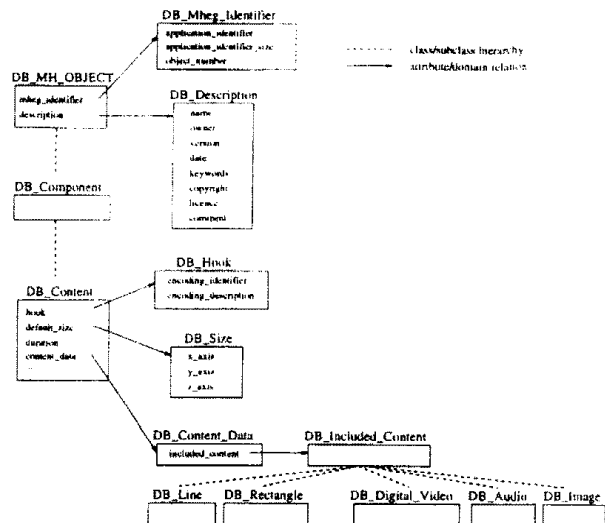 DB_Mheg_Identifier
application_identifier
application_identifier_size
object_number
class/subclass hierarchy
attribute/domain relation
DB_MH_OBJECT
mheg_identifier
description
DB_Description
name
owner
version
date
keywords
copyright
licence
comment
DB_Component
DB_Hook
encoding_identifier
encoding_description
DB_Content
hook
default_size
duration
content_data
...
DB_Size
x_axis
y_axis
z_axis
DB_Content_Data
included_content
DB_Included_Content
DB_Line
DB_Rectangle
DB_Digital_Video
DB_Audio
DB_Image